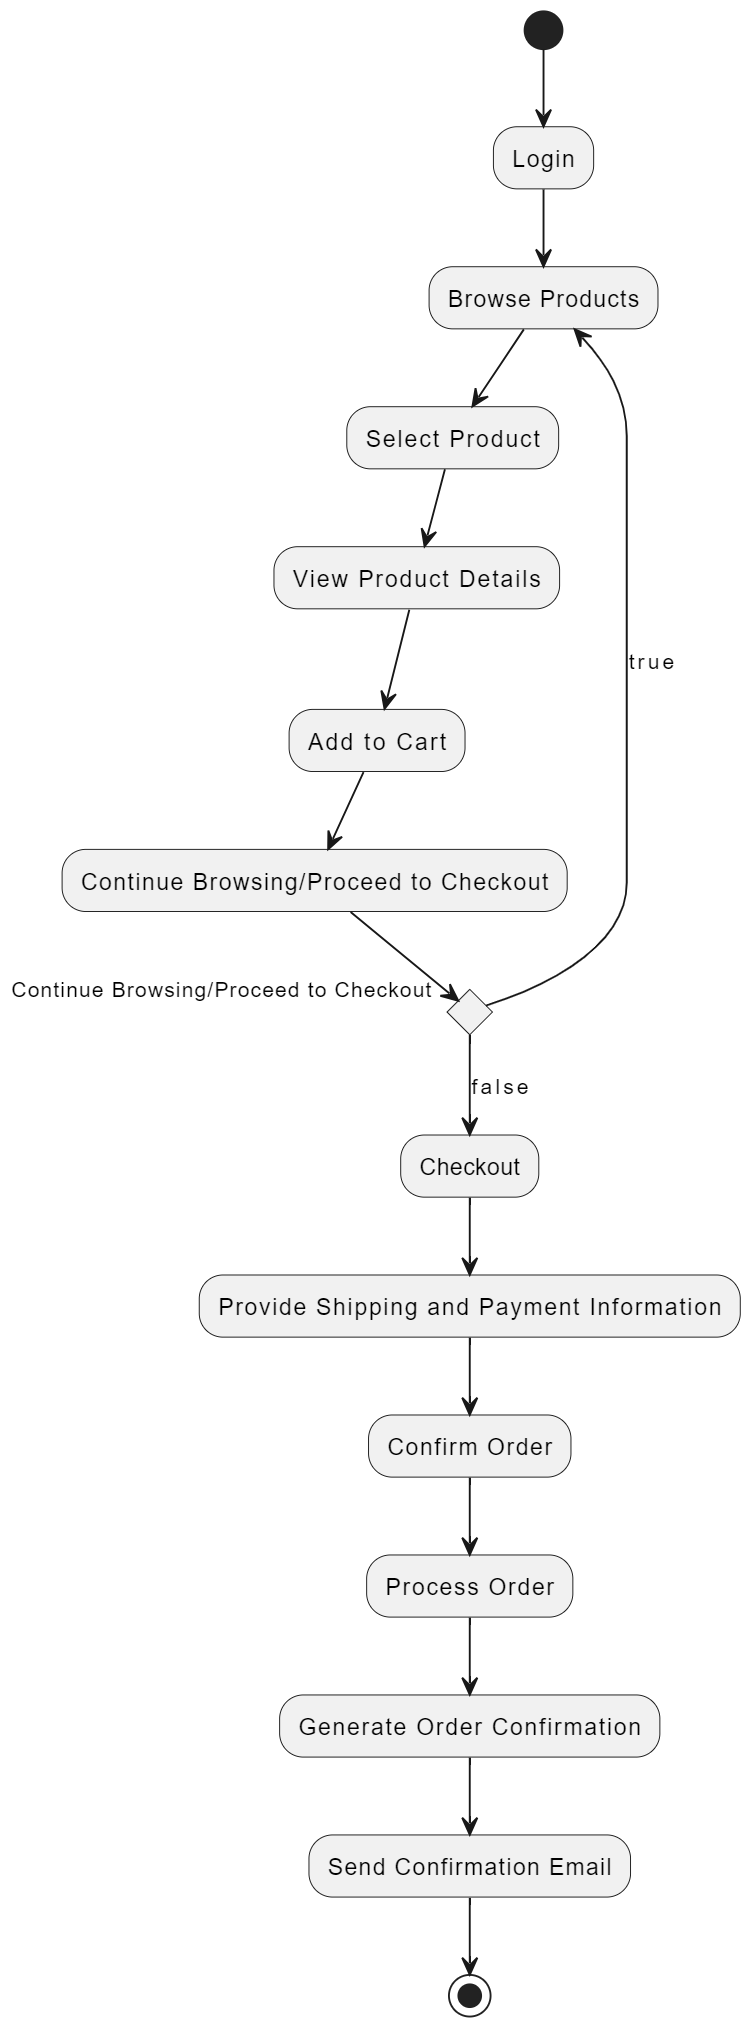 Login
Browse Products
Select Product
View Product Details
true
Add to Cart
Continue Browsing/Proceed to Checkout
Continue Browsing/Proceed to Checkout
false
Checkout
Provide Shipping and Payment Information
Confirm Order
Process Order
Generate Order Confirmation
Send Confirmation Email